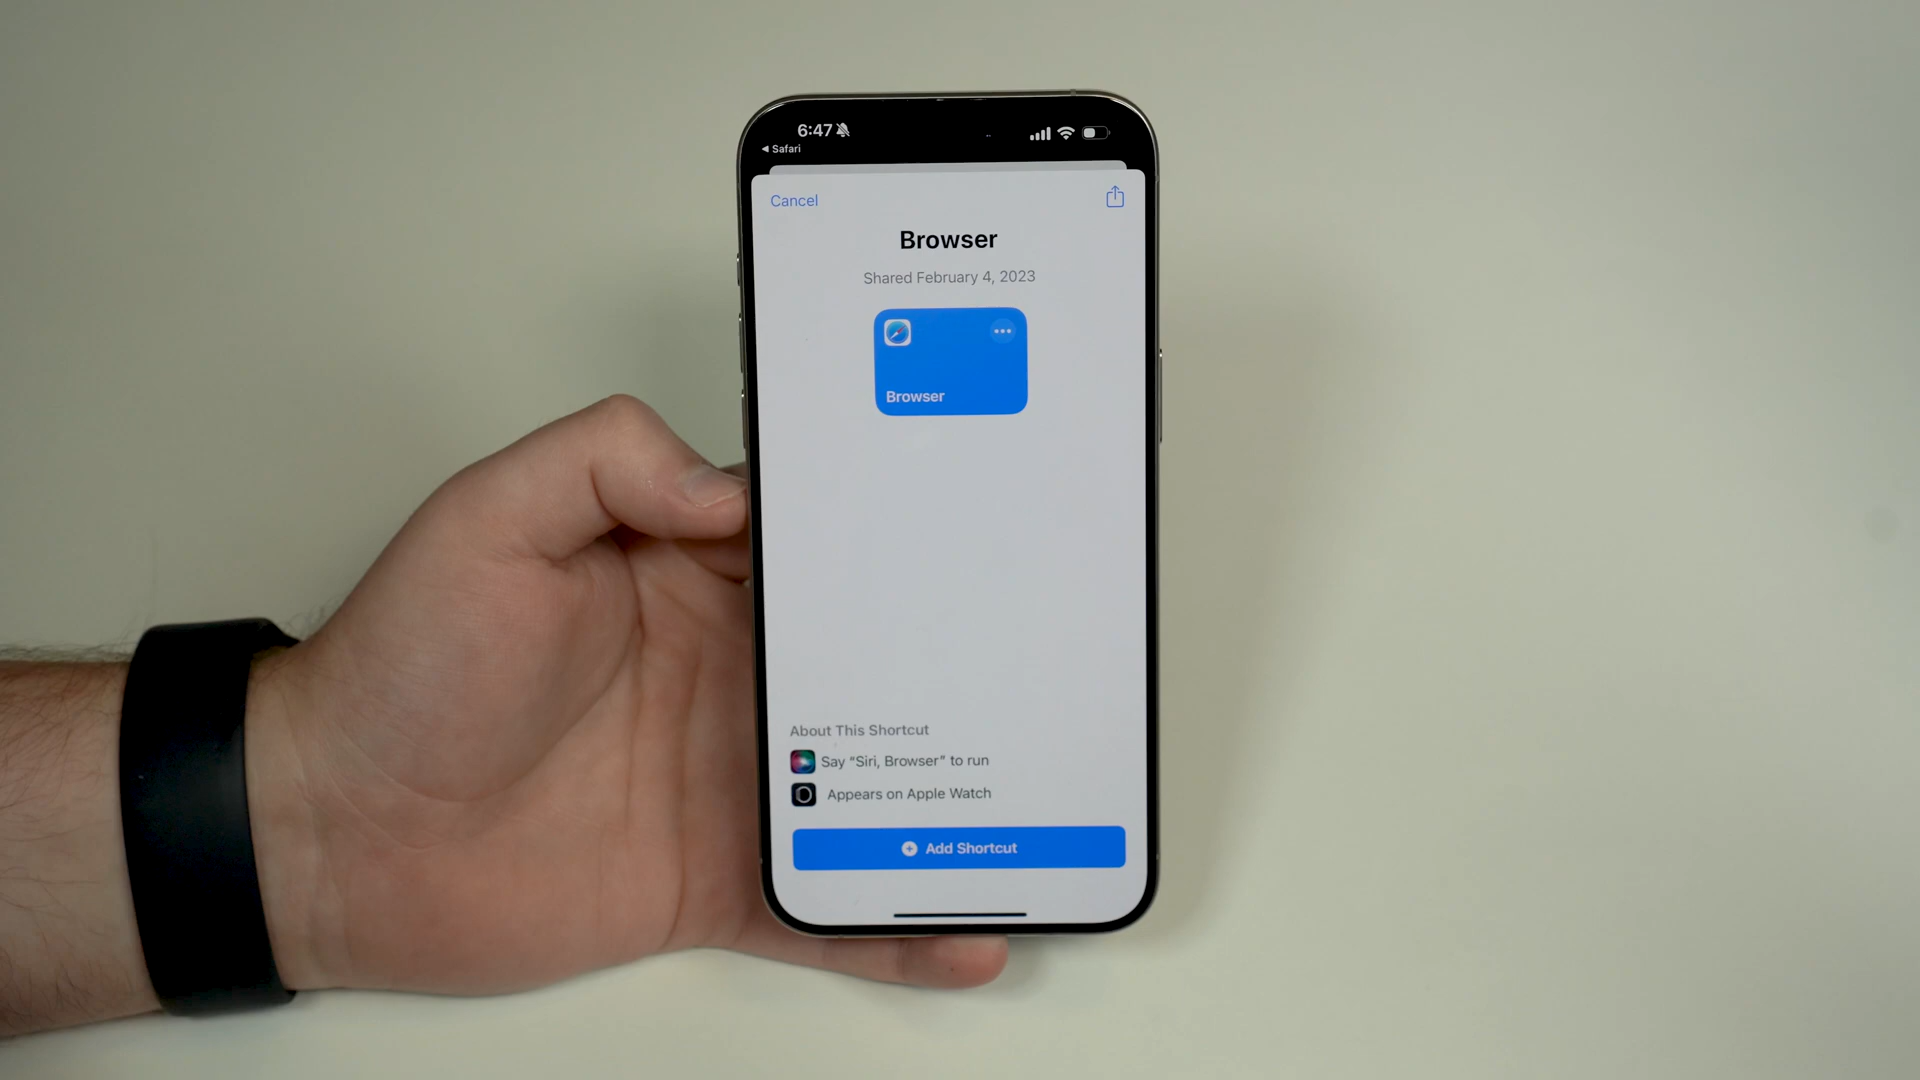 6:47
◀ Safari
Cancel
Browser
Shared February 4, 2023
Browser
About This Shortcut
Say “Siri, Browser” to run
Appears on Apple Watch
Add Shortcut